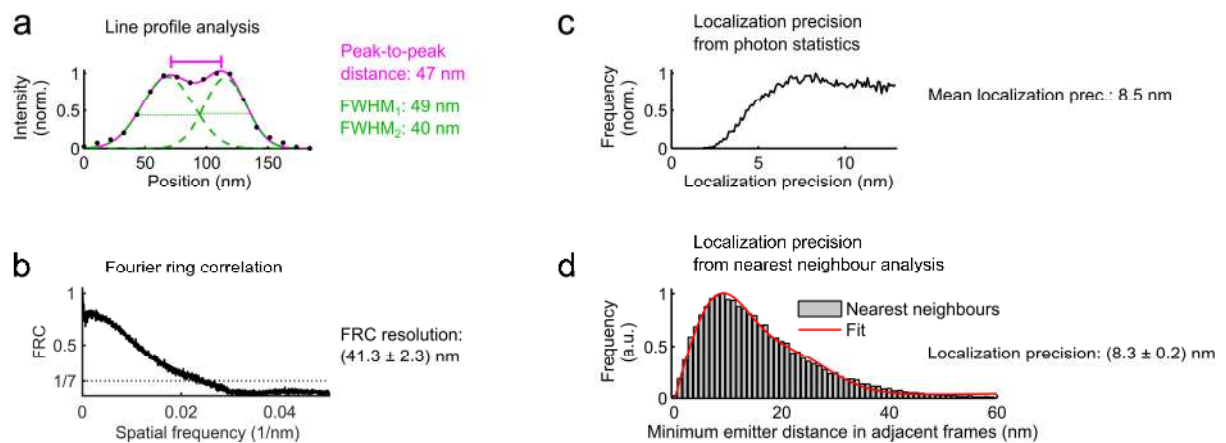 a
Line profile analysis
Peak-to-peak
distance: 47 nm
FWHM₁: 49 nm
FWHM₂: 40 nm
1
0.5
0
Intensity
(norm.)
0
50
100
150
Position (nm)
b
Fourier ring correlation
1
0.5
1/7
FRC
FRC resolution:
(41.3 ± 2.3) nm
0
0.02
0.04
Spatial frequency (1/nm)
c
Localization precision
from photon statistics
1
0.5
0
Frequency
(norm.)
Mean localization prec.: 8.5 nm
0
5
10
Localization precision (nm)
d
Localization precision
from nearest neighbour analysis
1
0.5
0
Frequency
(a.u.)
Nearest neighbours
Fit
Localization precision: (8.3 ± 0.2) nm
0
20
40
60
Minimum emitter distance in adjacent frames (nm)